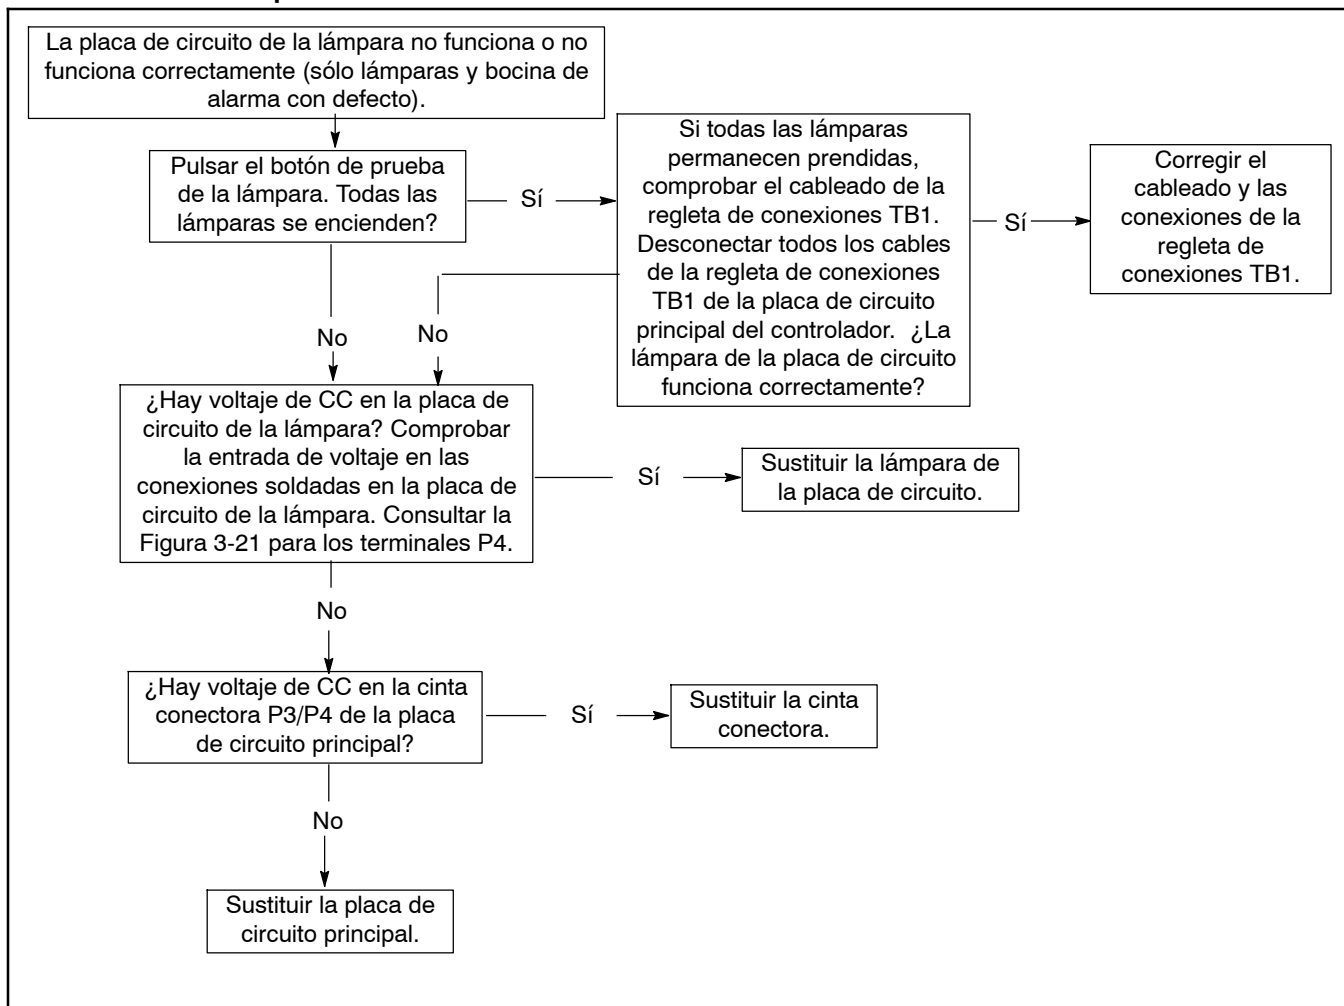 La placa de circuito de la lámpara no funciona o no
funciona correctamente (sólo lámparas y bocina de
alarma con defecto).
Pulsar el botón de prueba
de la lámpara. Todas las
lámparas se encienden?
Sí
Si todas las lámparas
permanecen prendidas,
comprobar el cableado de la
regleta de conexiones TB1.
Desconectar todos los cables
de la regleta de conexiones
TB1 de la placa de circuito
principal del controlador. ¿La
lámpara de la placa de circuito
funciona correctamente?
Sí
Corregir el
cableado y las
conexiones de la
regleta de
conexiones TB1.
No
No
¿Hay voltaje de CC en la placa de
circuito de la lámpara? Comprobar
la entrada de voltaje en las
conexiones soldadas en la placa de
circuito de la lámpara. Consultar la
Figura 3-21 para los terminales P4.
Sí
Sustituir la lámpara de
la placa de circuito.
No
¿Hay voltaje de CC en la cinta
conectora P3/P4 de la placa
de circuito principal?
Sí
Sustituir la cinta
conectora.
No
Sustituir la placa de
circuito principal.